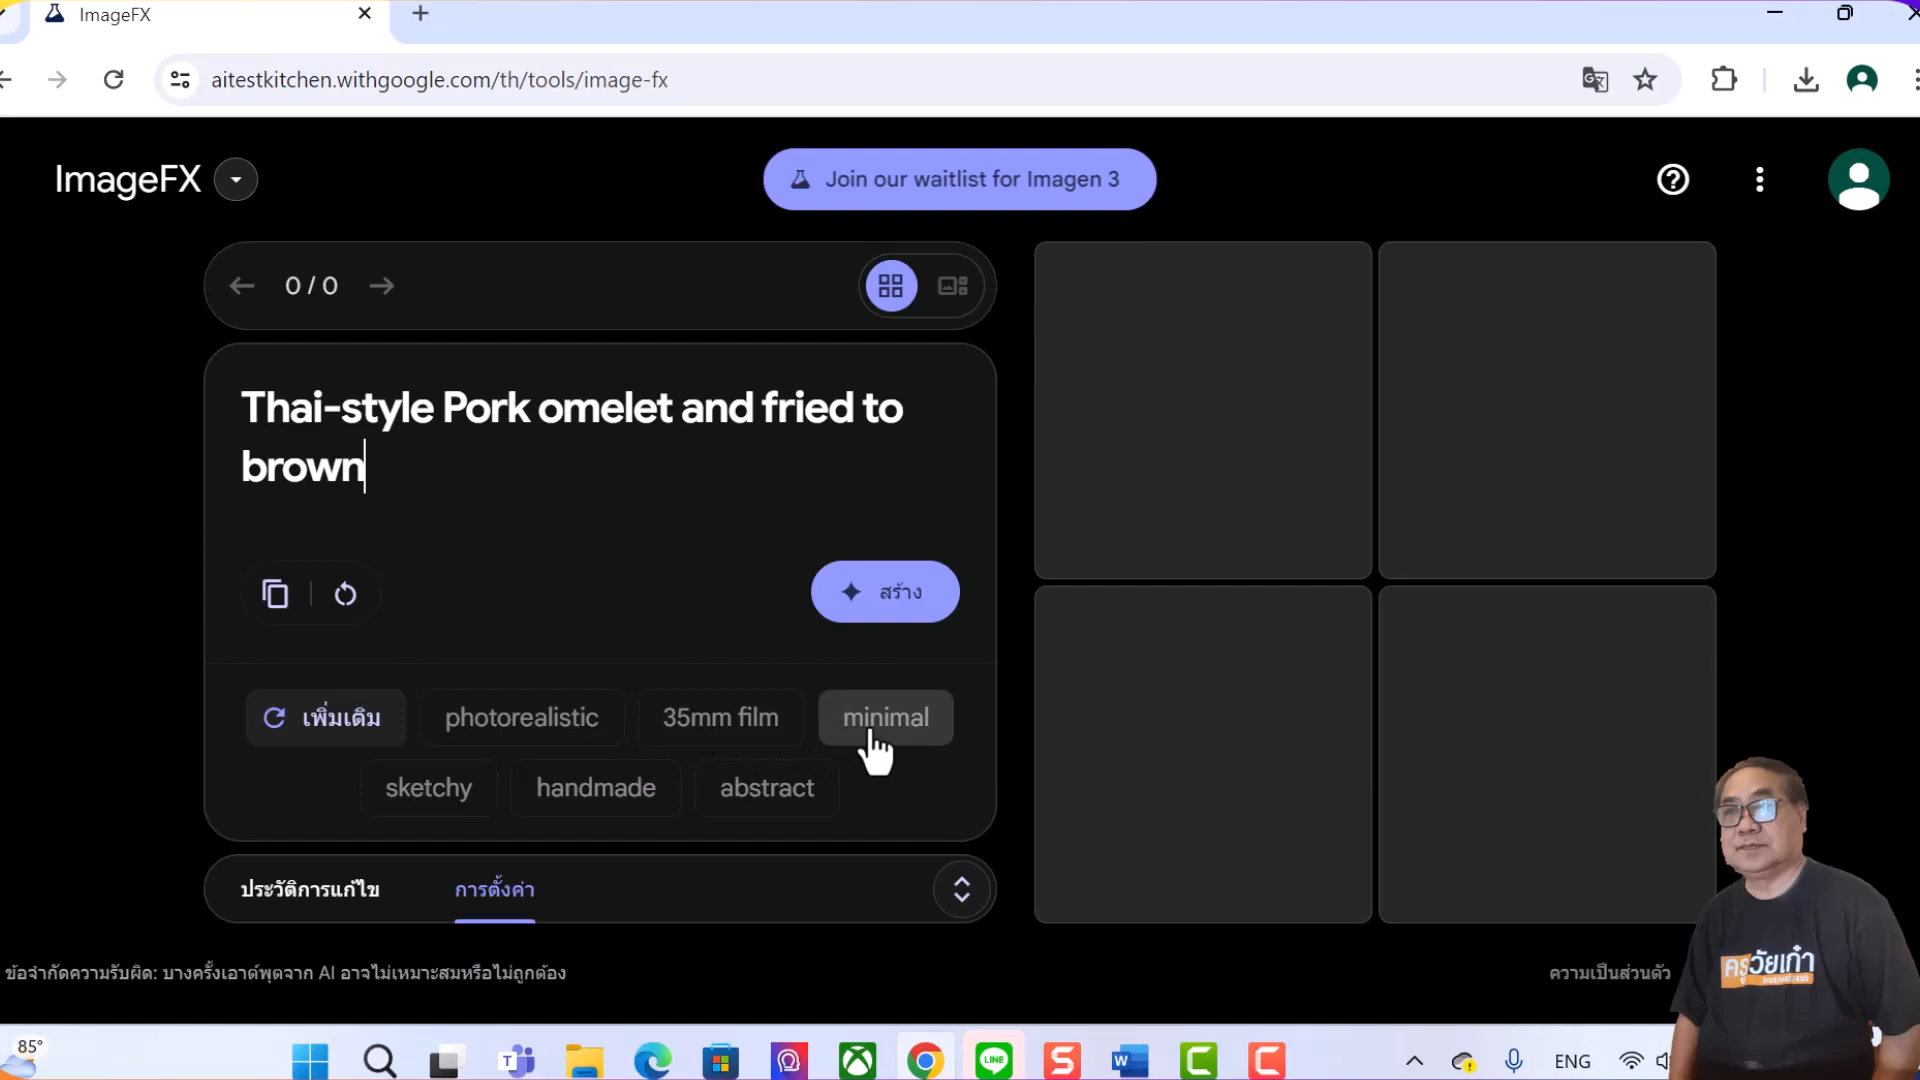 ImageFX
aitestkitchen.withgoogle.com/th/tools/image-fx
ImageFX
Join our waitlist for Imagen 3
0 / 0
Thai-style Pork omelet and fried to
brown
สร้าง
เพิ่มเติม
photorealistic
35mm film
minimal
sketchy
handmade
abstract
ประวัติการแก้ไข
การตั้งค่า
ข้อจำกัดความรับผิด: บางครั้งเอาต์พุตจาก AI อาจไม่เหมาะสมหรือไม่ถูกต้อง
ความเป็นส่วนตัว
ครูวัยเก๋า
85°
LINE
ENG